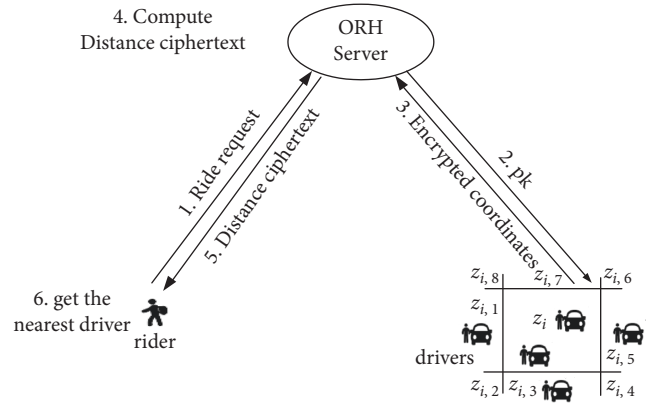 4. Compute
Distance ciphertext
ORH
Server
1. Ride request
5. Distance ciphertext
3. Encrypted coordinates
2. pk
6. get the
nearest driver
rider
drivers
z_{i, 8} z_{i, 7} z_{i, 6}
z_{i, 1}
z_i
z_{i, 5}
z_{i, 2} z_{i, 3} z_{i, 4}